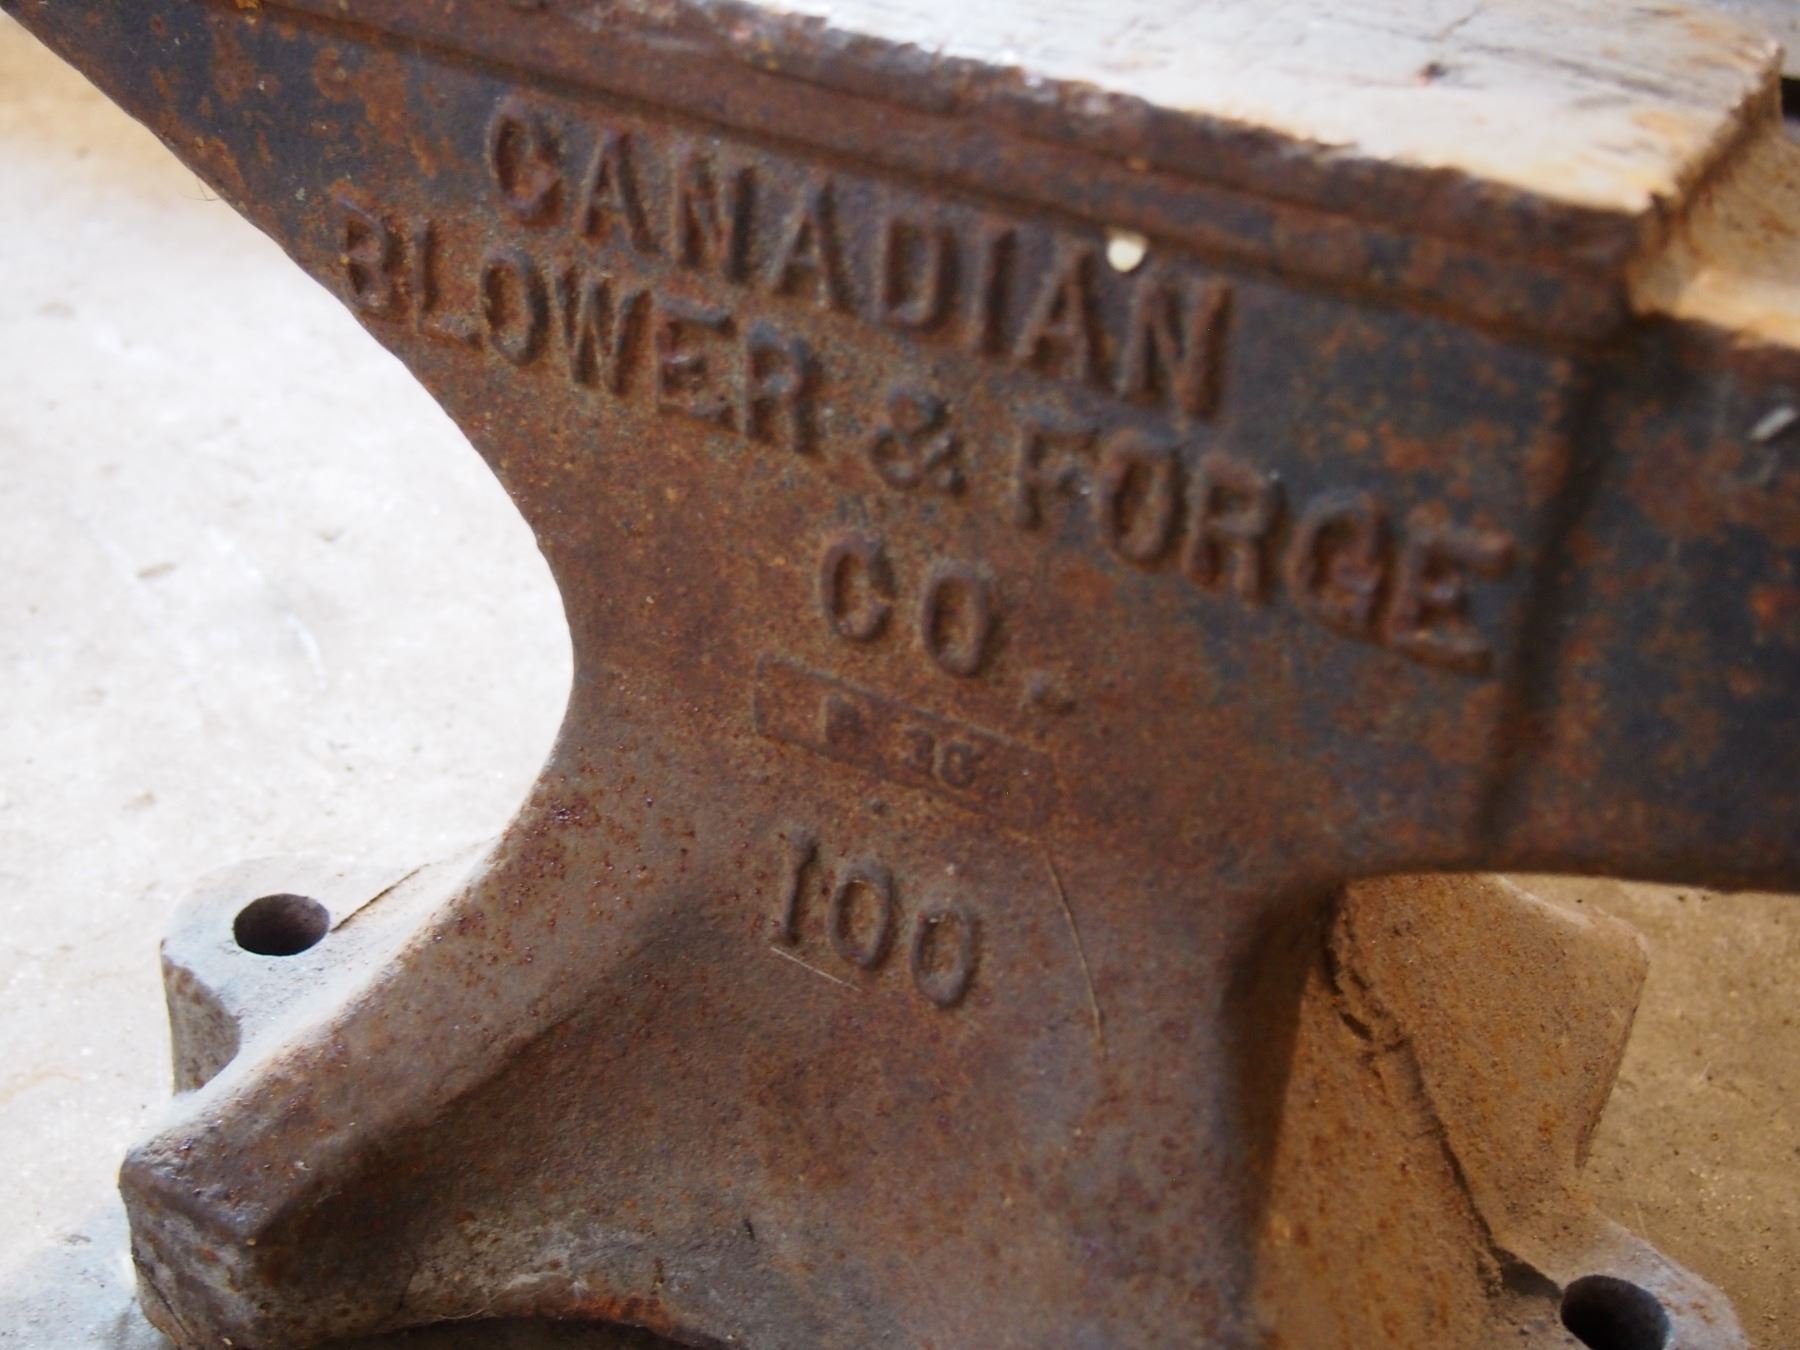 CANADIAN
BLOWER & FORGE
CO.
100